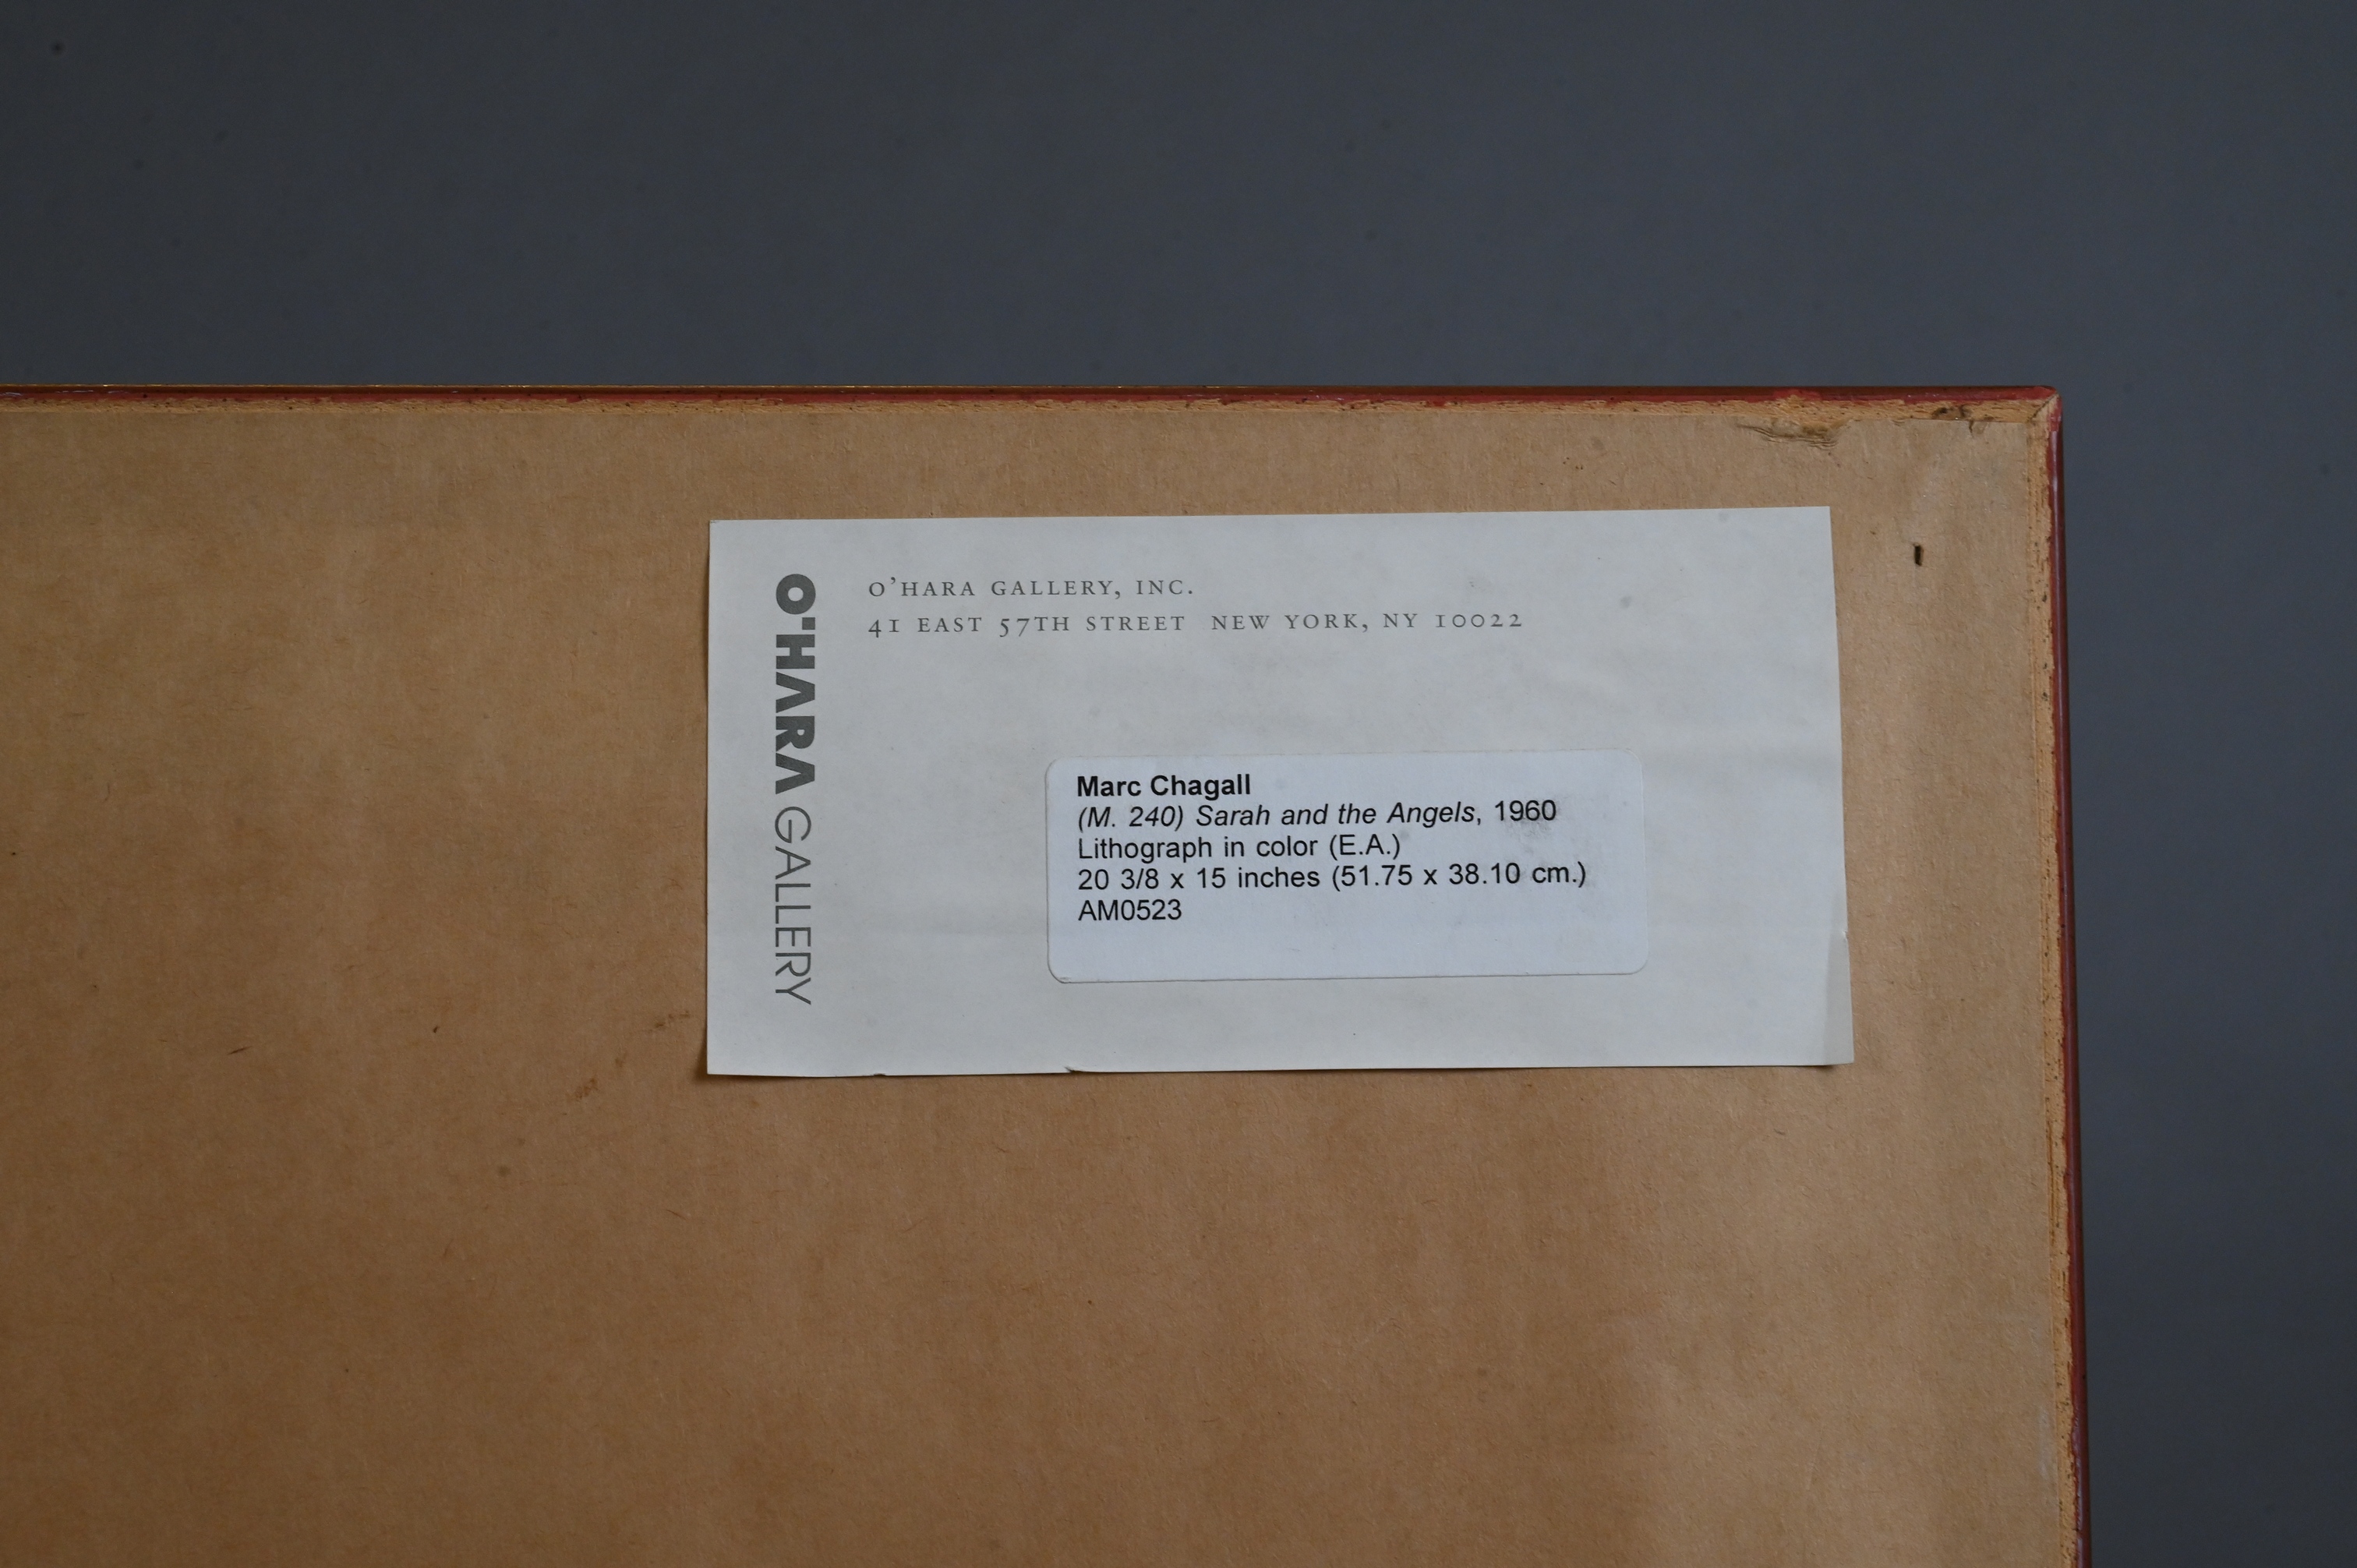 O'HARA GALLERY
O'HARA GALLERY, INC.
41 EAST 57TH STREET NEW YORK, NY 10022
Marc Chagall
(M. 240) Sarah and the Angels, 1960
Lithograph in color (E.A.)
20 3/8 x 15 inches (51.75 x 38.10 cm.)
AM0523